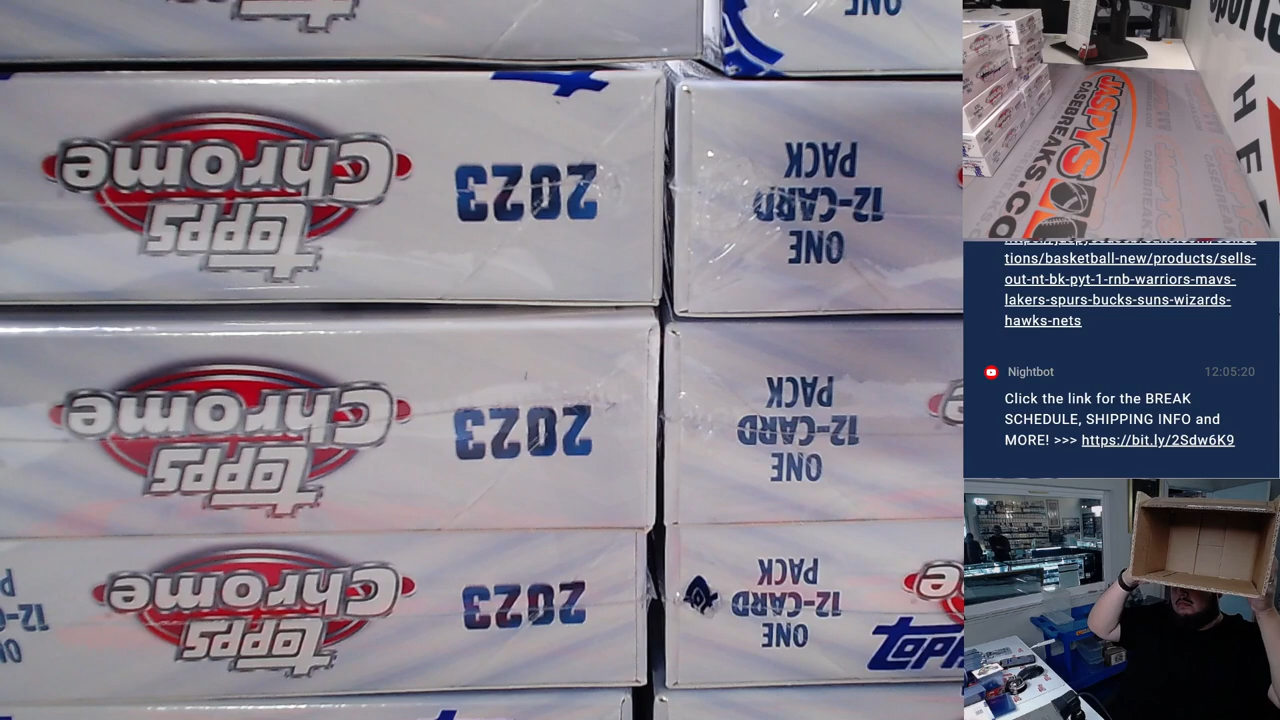 ONE
Topps
Chrome
2023
ONE
12-CARD
PACK
Topps
Chrome
2023
ONE
12-CARD
PACK
Topps
Chrome
2023
ONE
12-CARD
PACK
JASPYS
CASEBREAKS.CO
tions/basketball-new/products/sells-
out-nt-bk-pyt-1-rnb-warriors-mavs-
lakers-spurs-bucks-suns-wizards-
hawks-nets
Nightbot 12:05:20
Click the link for the BREAK
SCHEDULE, SHIPPING INFO and
MORE! >>> https://bit.ly/2Sdw6K9